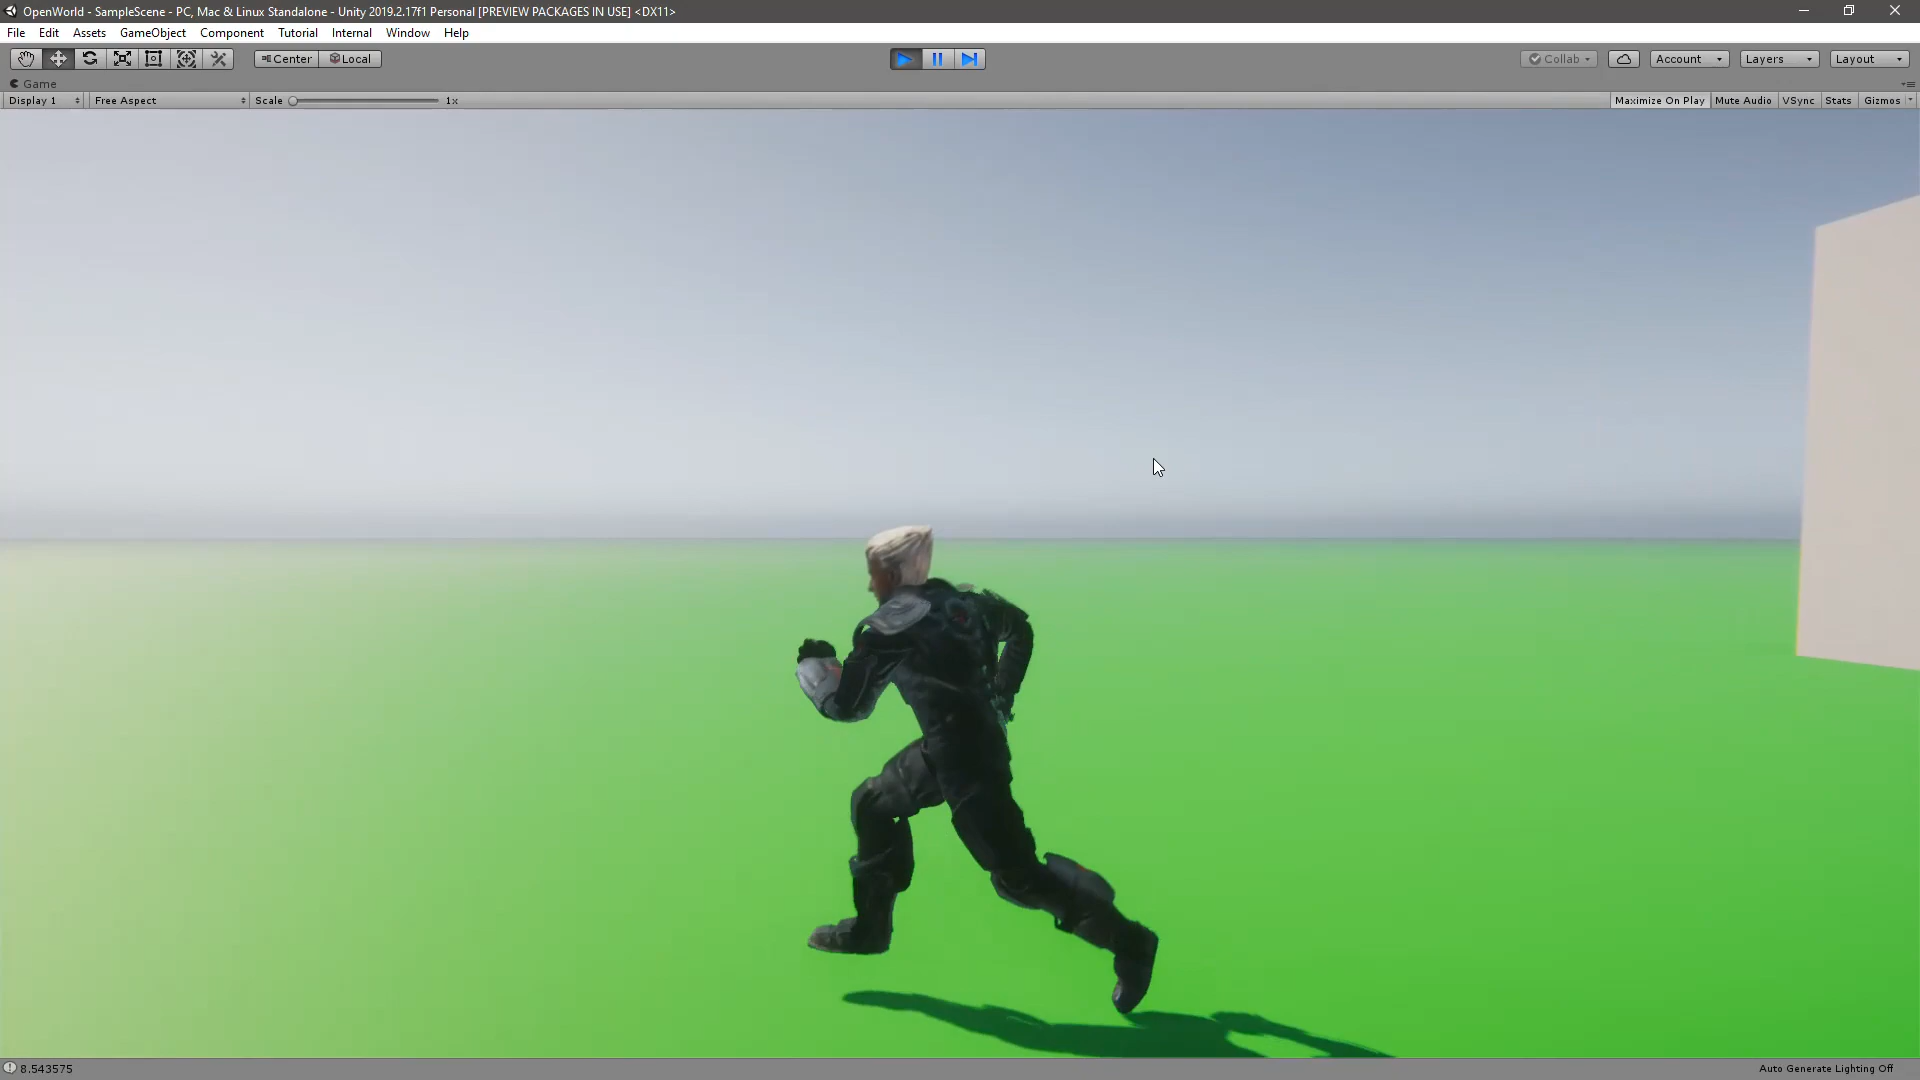 OpenWorld - SampleScene - PC, Mac & Linux Standalone - Unity 2019.2.17f1 Personal [PREVIEW PACKAGES IN USE] <DX11>
File Edit Assets GameObject Component Tutorial Internal Window Help
Center Local Collab Account Layers Layout
Game
Display 1 Free Aspect Scale 1x Maximize On Play Mute Audio VSync Stats Gizmos
8.543575 Auto Generate Lighting Off